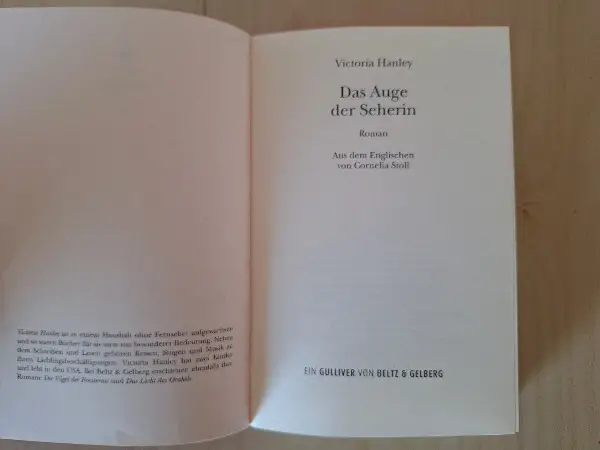 Victoria Hanley ist in einem Haushalt ohne Fernseher aufgewachsen
und so waren Bücher für sie stets von besonderer Bedeutung. Neben
dem Schreiben und Lesen gehören Reisen, Singen und Musik zu
ihren Lieblingsbeschäftigungen. Victoria Hanley hat zwei Kinder
und lebt in den USA. Bei Beltz & Gelberg erschienen ebenfalls ihre
Romane Die Vögel der Finsternis und Das Licht des Orakels
Victoria Hanley
Das Auge
der Seherin
Roman
Aus dem Englischen
von Cornelia Stoll
EIN GULLIVER VON BELTZ & GELBERG